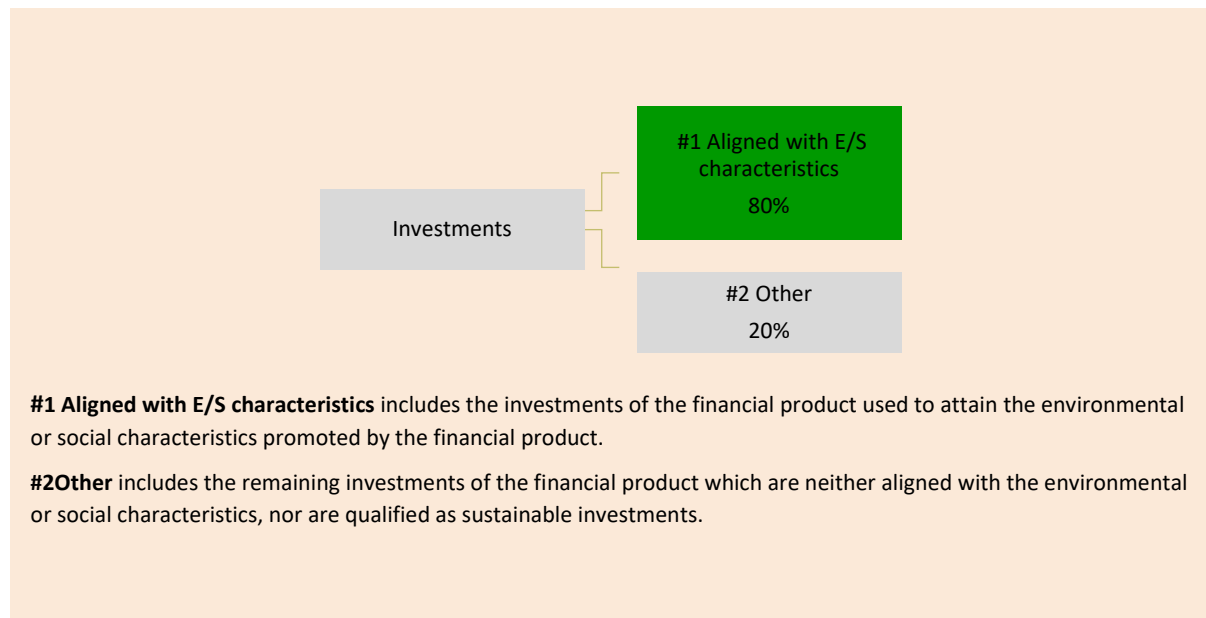 #1 Aligned with E/S
characteristics
80%
Investments
#2 Other
20%
#1 Aligned with E/S characteristics includes the investments of the financial product used to attain the environmental
or social characteristics promoted by the financial product.
#2Other includes the remaining investments of the financial product which are neither aligned with the environmental
or social characteristics, nor are qualified as sustainable investments.